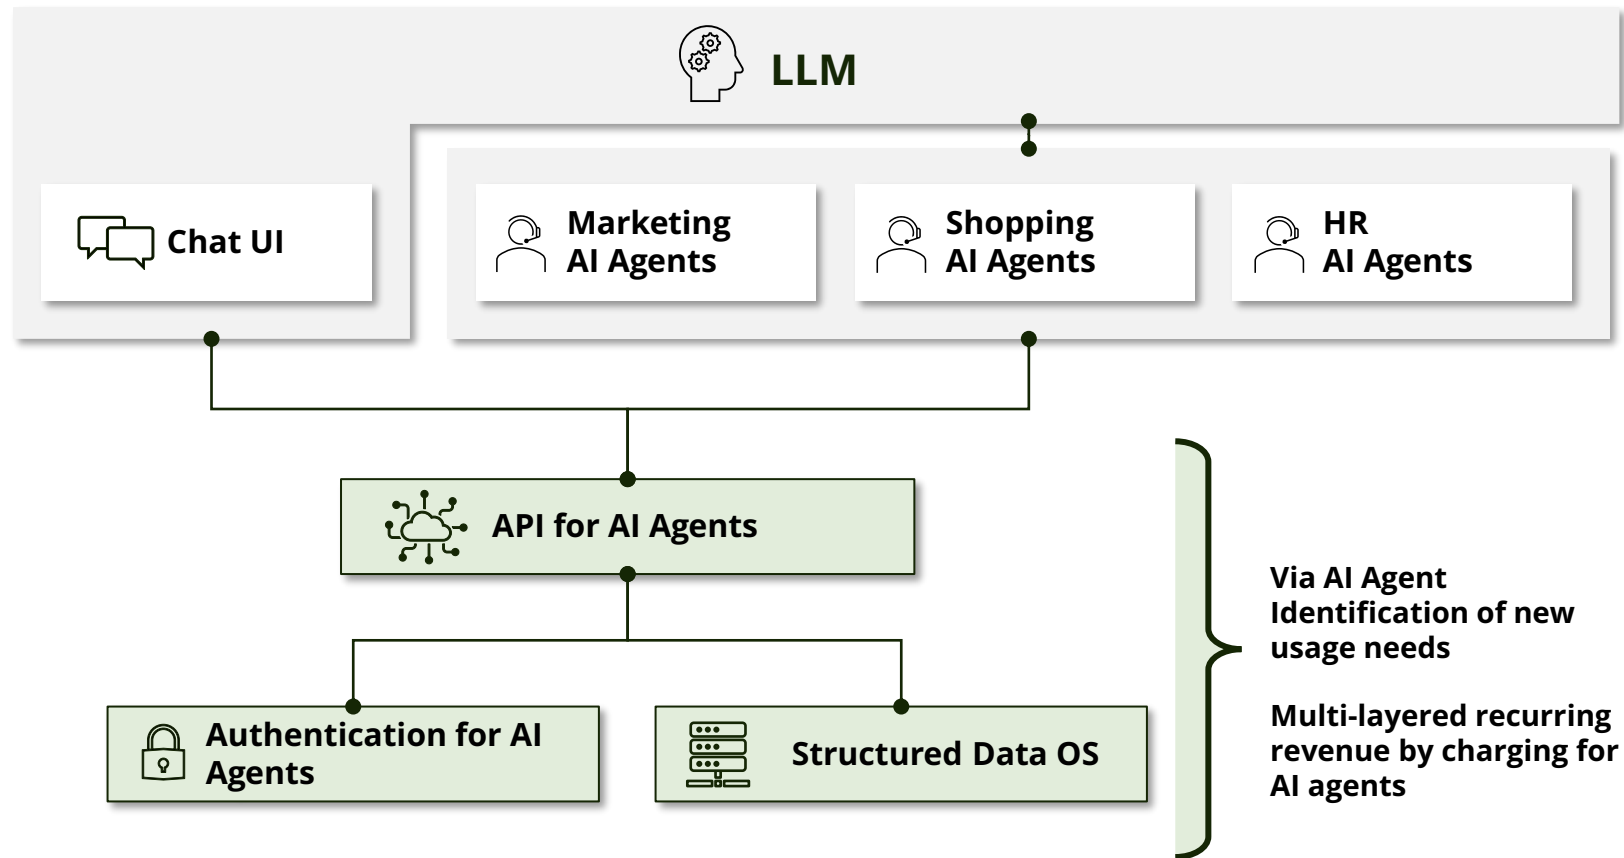 LLM
Chat UI
Marketing
AI Agents
Shopping
AI Agents
HR
AI Agents
API for AI Agents
Authentication for AI
Agents
Structured Data OS
Via AI Agent
Identification of new
usage needs
Multi-layered recurring
revenue by charging for
AI agents